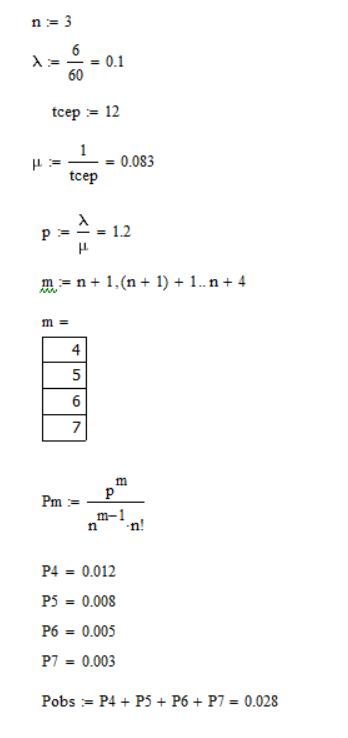 n := 3
λ := 6/60 = 0.1
tcep := 12
μ := 1/tcep = 0.083
p := λ/μ = 1.2
m := n + 1,(n + 1) + 1..n + 4
m =
4
5
6
7
Pm := p^m/(n^(m−1)·n!)
P4 = 0.012
P5 = 0.008
P6 = 0.005
P7 = 0.003
Pobs := P4 + P5 + P6 + P7 = 0.028